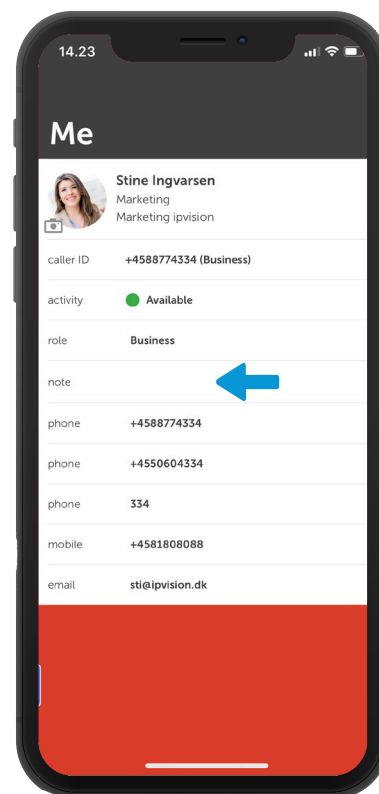 14.23
Me
Stine Ingvarsen
Marketing
Marketing ipvision
caller ID +4588774334 (Business)
activity Available
role Business
note
phone +4588774334
phone +4550604334
phone 334
mobile +4581808088
email sti@ipvision.dk